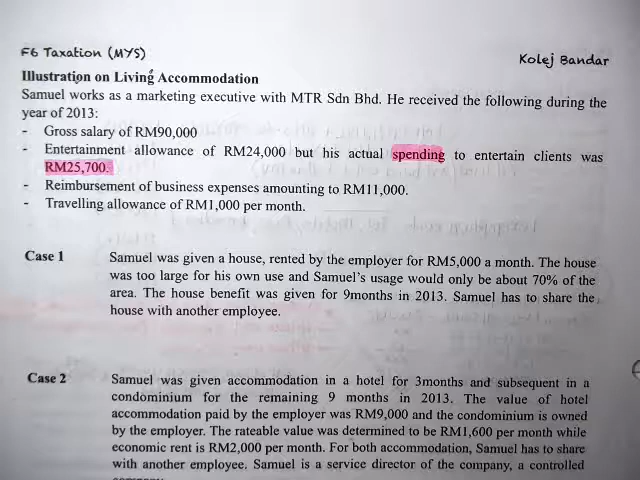 F6 Taxation (MYS)
Kolej Bandar
Illustration on Living Accommodation
Samuel works as a marketing executive with MTR Sdn Bhd. He received the following during the
year of 2013:
- Gross salary of RM90,000
- Entertainment allowance of RM24,000 but his actual spending to entertain clients was
RM25,700.
- Reimbursement of business expenses amounting to RM11,000.
- Travelling allowance of RM1,000 per month.
Case 1 Samuel was given a house, rented by the employer for RM5,000 a month. The house
was too large for his own use and Samuel's usage would only be about 70% of the
area. The house benefit was given for 9months in 2013. Samuel has to share the
house with another employee.
Case 2 Samuel was given accommodation in a hotel for 3months and subsequent in a
condominium for the remaining 9 months in 2013. The value of hotel
accommodation paid by the employer was RM9,000 and the condominium is owned
by the employer. The rateable value was determined to be RM1,600 per month while
economic rent is RM2,000 per month. For both accommodation, Samuel has to share
with another employee. Samuel is a service director of the company, a controlled